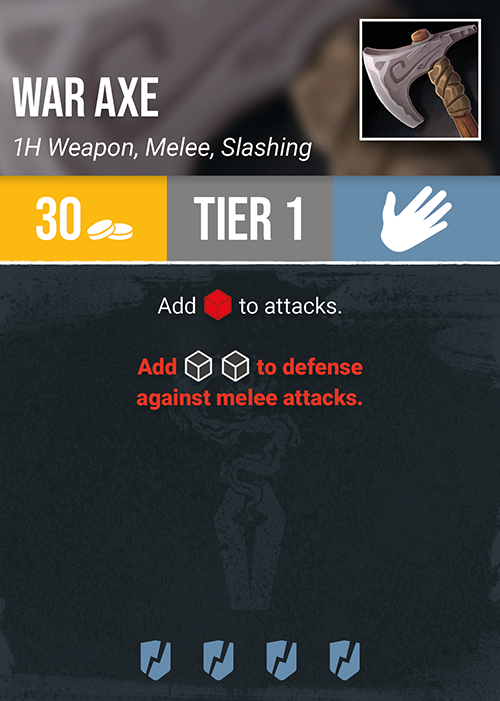 WAR AXE
1H Weapon, Melee, Slashing
30
TIER 1
Add to attacks.
Add to defense
against melee attacks.